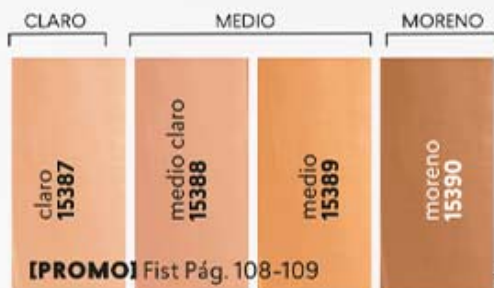 CLARO
MEDIO
MORENO
claro
15387
medio claro
15388
medio
15389
moreno
15390
[PROMO] Fist Pág. 108-109